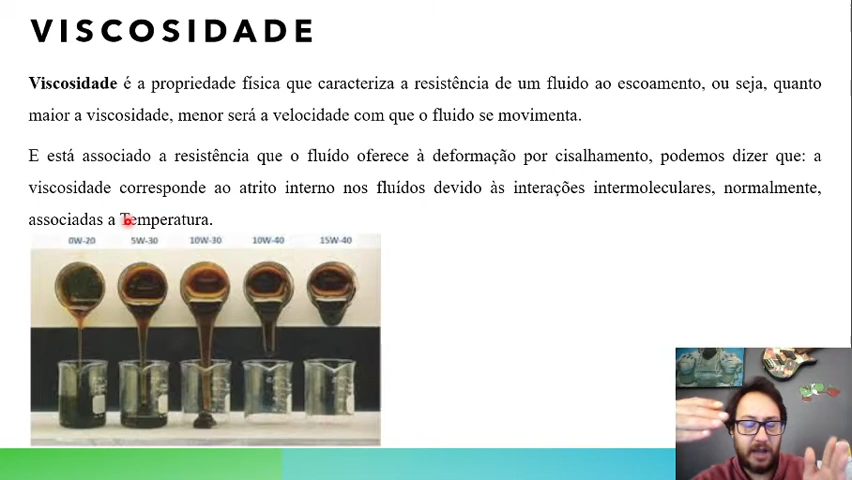 VISCOSIDADE
Viscosidade é a propriedade física que caracteriza a resistência de um fluido ao escoamento, ou seja, quanto
maior a viscosidade, menor será a velocidade com que o fluido se movimenta.
E está associado a resistência que o fluído oferece à deformação por cisalhamento, podemos dizer que: a
viscosidade corresponde ao atrito interno nos fluídos devido às interações intermoleculares, normalmente,
associadas a Temperatura.
0W-20 5W-30 10W-30 10W-40 15W-40